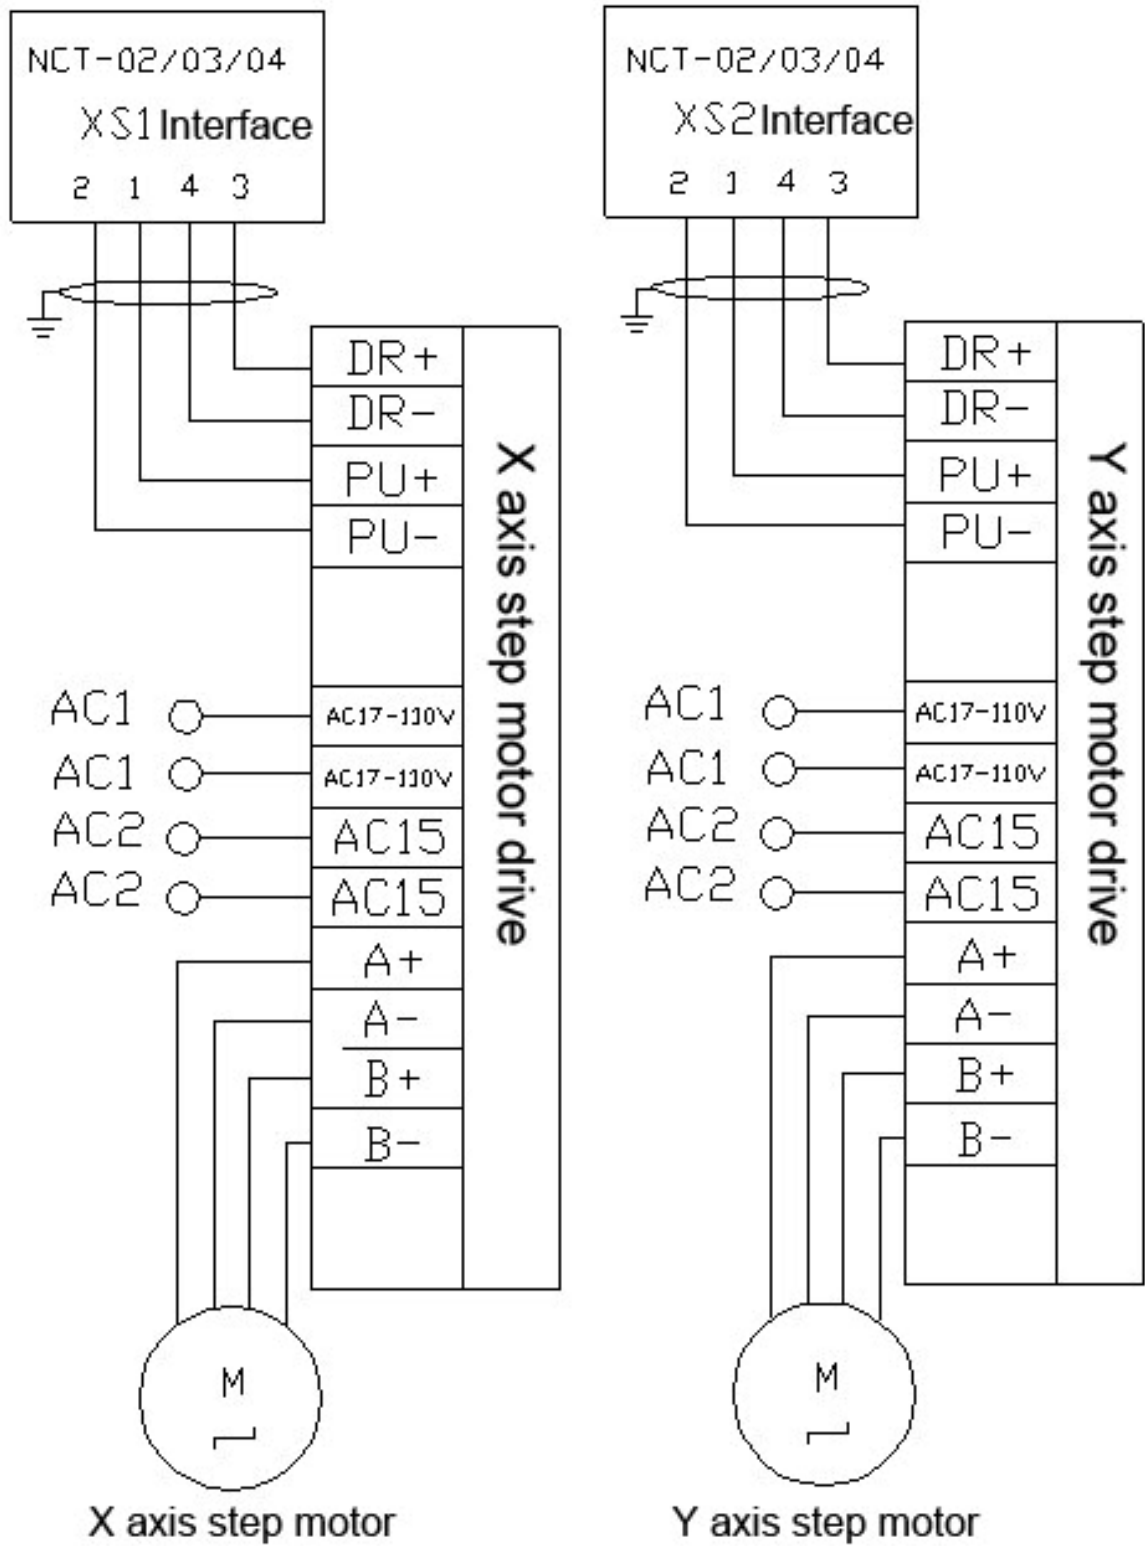 NCT-02/03/04
XS1 Interface
2 1 4 3
DR+
DR-
PU+
PU-
X axis step motor drive
AC1
AC17-110V
AC1
AC17-110V
AC2
AC15
AC2
AC15
A+
A-
B+
B-
M
X axis step motor
NCT-02/03/04
XS2 Interface
2 1 4 3
DR+
DR-
PU+
PU-
Y axis step motor drive
AC1
AC17-110V
AC1
AC17-110V
AC2
AC15
AC2
AC15
A+
A-
B+
B-
M
Y axis step motor